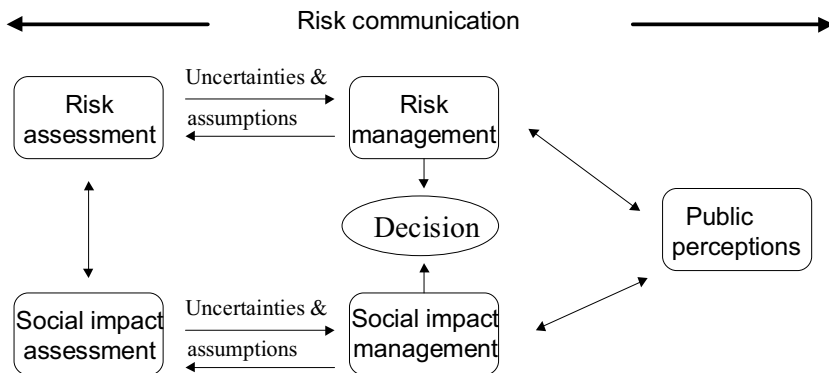 Risk communication
Uncertainties &
assumptions
Risk
assessment
Risk
management
Decision
Public
perceptions
Social impact
assessment
Uncertainties &
assumptions
Social impact
management